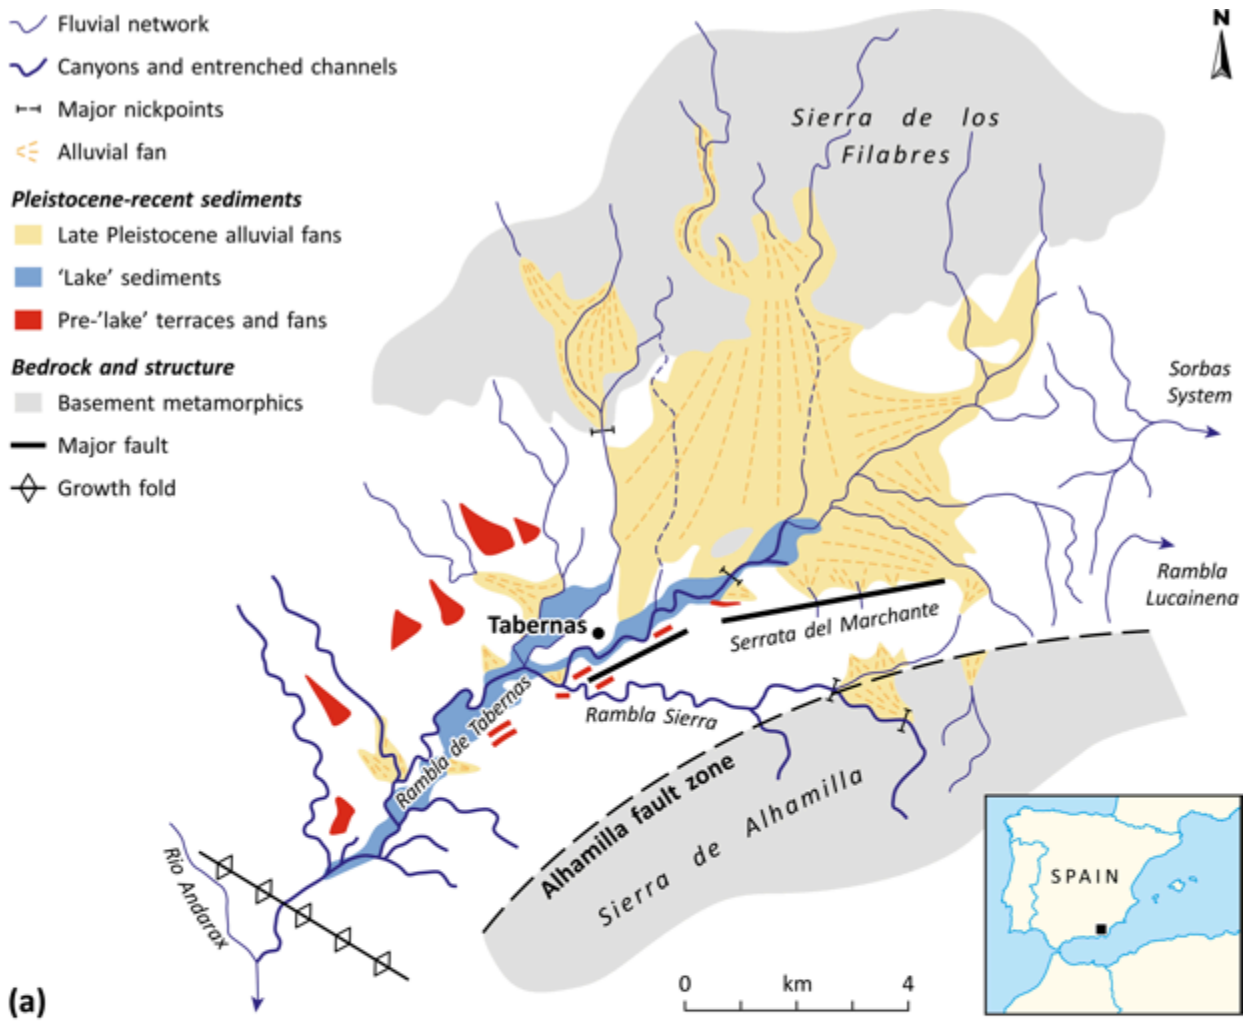 Fluvial network
Canyons and entrenched channels
Major nickpoints
Alluvial fan
Pleistocene-recent sediments
Late Pleistocene alluvial fans
‘Lake’ sediments
Pre-‘lake’ terraces and fans
Bedrock and structure
Basement metamorphics
Major fault
Growth fold
N
Sierra de los
Filabres
Sorbas
System
Rambla
Lucainena
Tabernas
Serrata del Marchante
Rambla Sierra
Rambla de Tabernas
Alhamilla fault zone
Sierra de Alhamilla
Rio Andarax
SPAIN
0 km 4
(a)